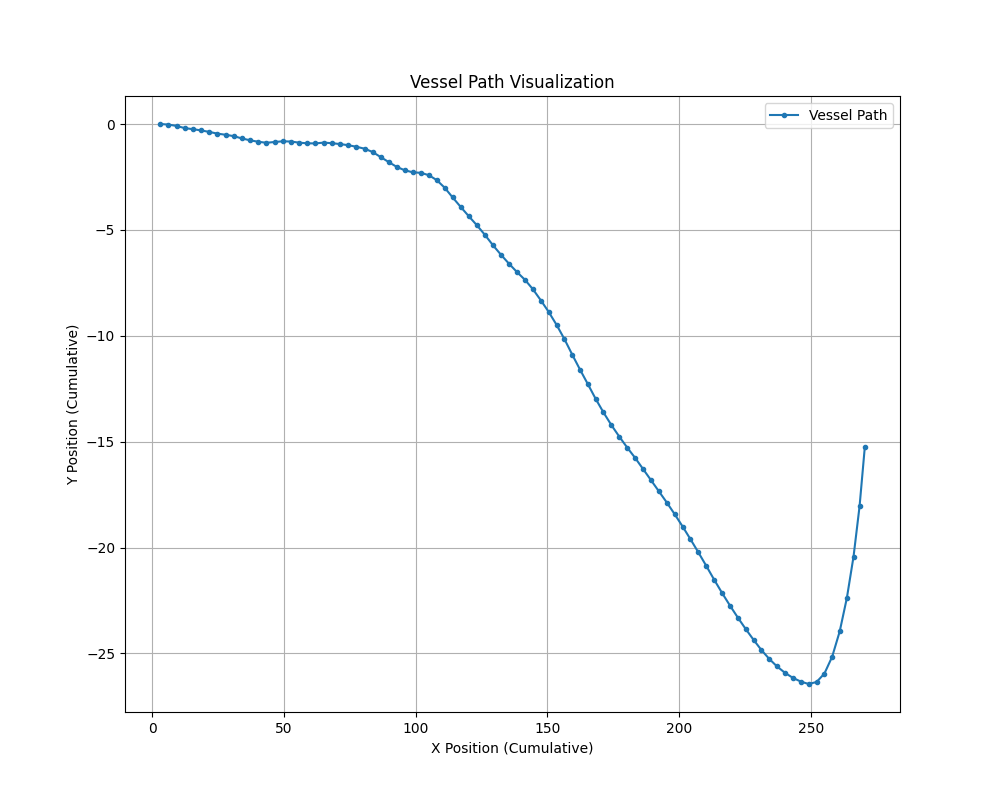 Vessel Path Visualization
Vessel Path
0
−5
−10
−15
−20
−25
Y Position (Cumulative)
0 50 100 150 200 250
X Position (Cumulative)